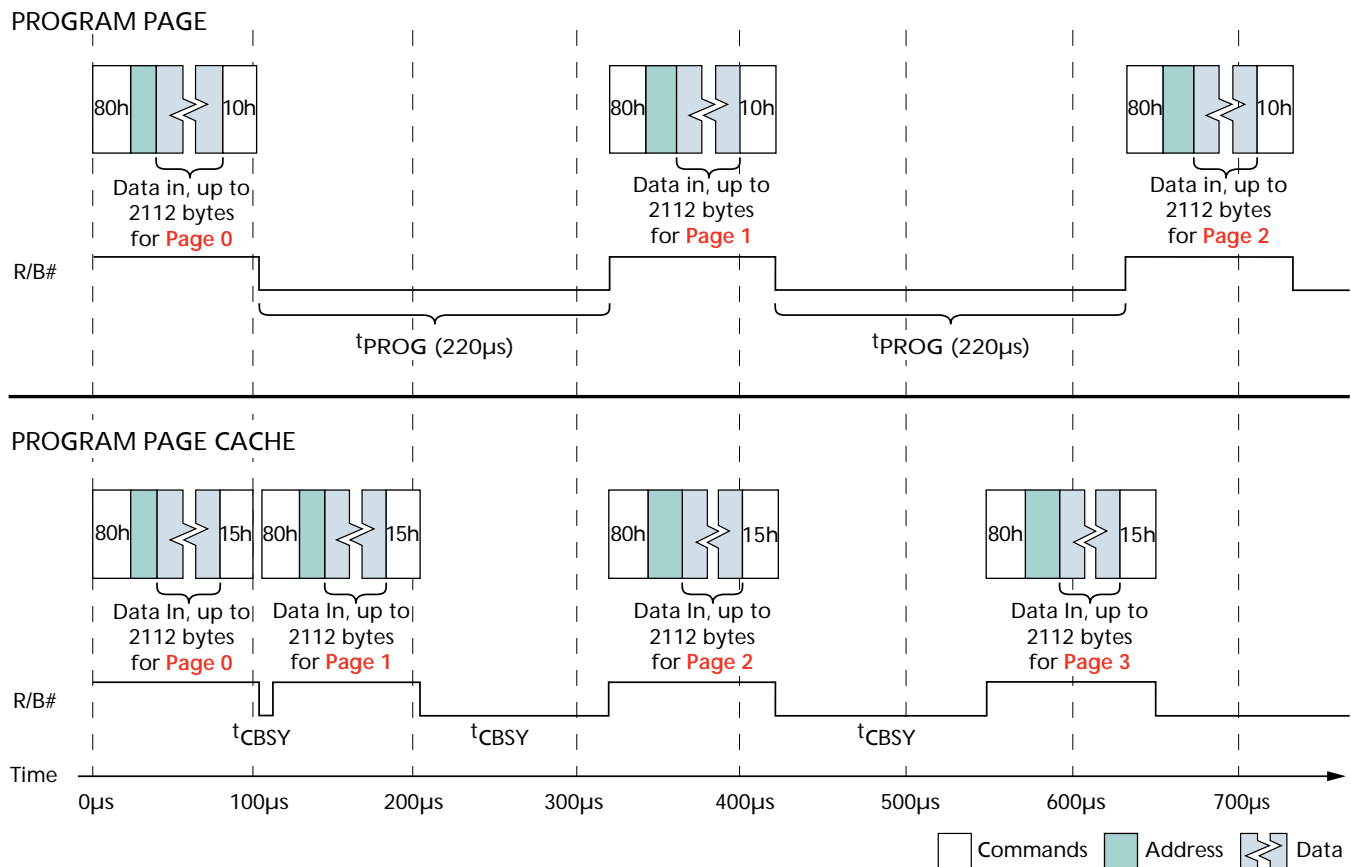 PROGRAM PAGE
80h 10h 80h 10h 80h 10h
Data in, up to
2112 bytes
for Page 0
Data in, up to
2112 bytes
for Page 1
Data in, up to
2112 bytes
for Page 2
R/B#
tPROG (220µs) tPROG (220µs)
PROGRAM PAGE CACHE
80h 15h 80h 15h 80h 15h 80h 15h
Data In, up to
2112 bytes
for Page 0
Data In, up to
2112 bytes
for Page 1
Data In, up to
2112 bytes
for Page 2
Data In, up to
2112 bytes
for Page 3
R/B#
tCBSY tCBSY tCBSY
Time
0µs 100µs 200µs 300µs 400µs 500µs 600µs 700µs
Commands Address Data